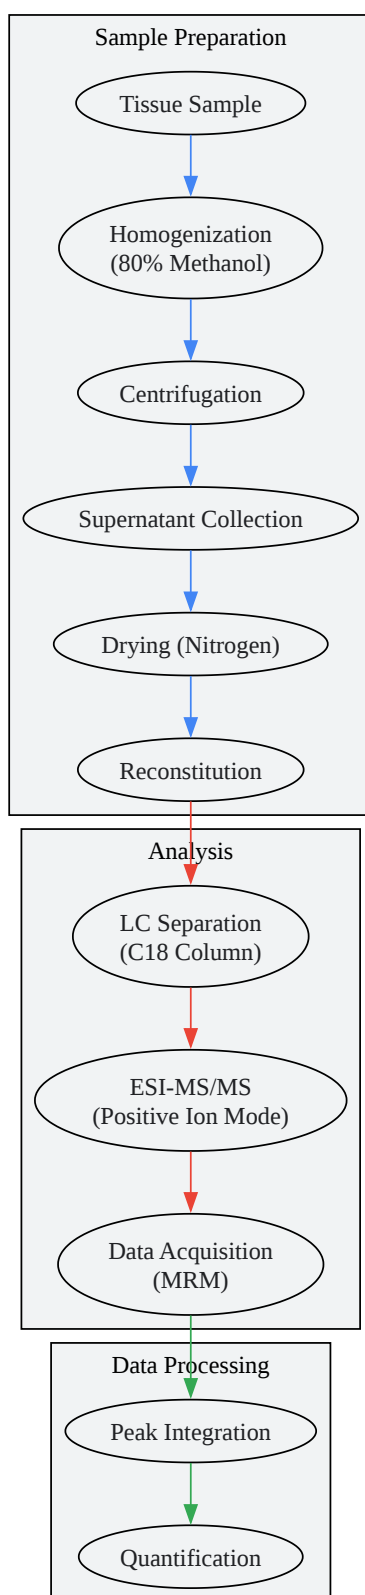 Sample Preparation
Tissue Sample
Homogenization
(80% Methanol)
Centrifugation
Supernatant Collection
Drying (Nitrogen)
Reconstitution
Analysis
LC Separation
(C18 Column)
ESI-MS/MS
(Positive Ion Mode)
Data Acquisition
(MRM)
Data Processing
Peak Integration
Quantification